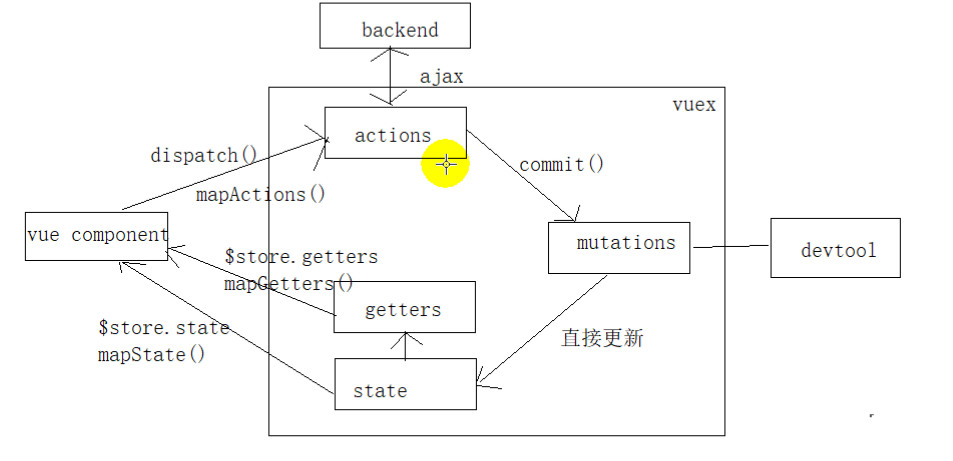 backend
ajax
vuex
actions
dispatch()
commit()
mapActions()
vue component
mutations
devtool
$store.getters
mapGetters()
getters
$store.state
mapState()
直接更新
state